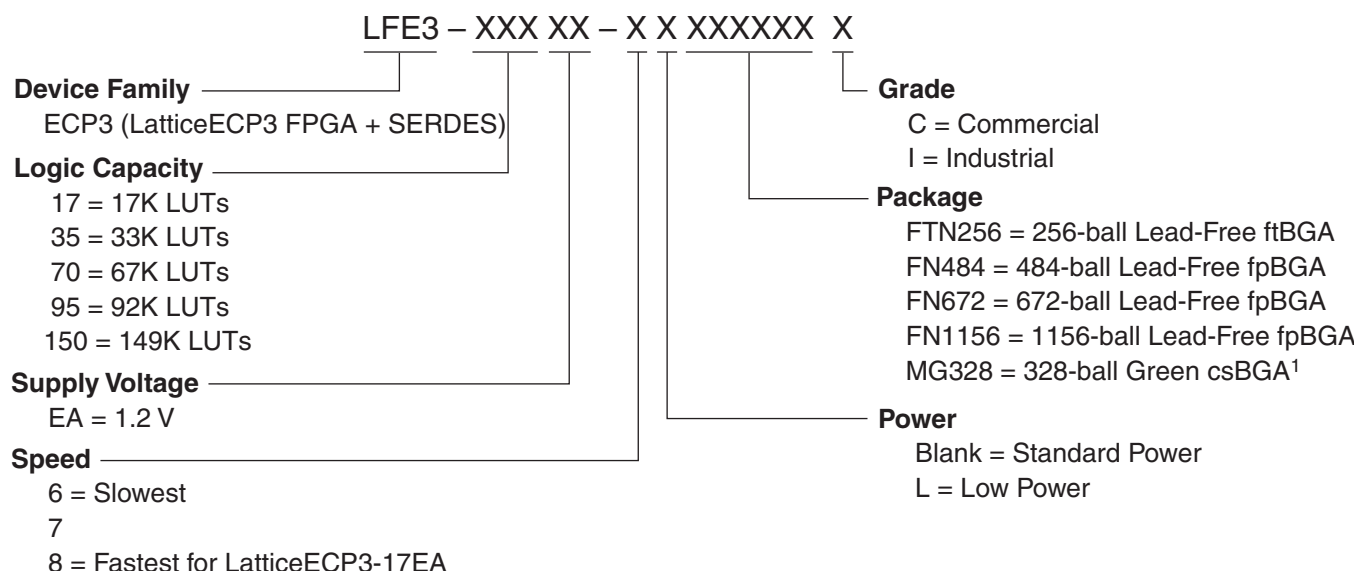 LFE3 – XXX XX – X X XXXXXX X
Device Family
ECP3 (LatticeECP3 FPGA + SERDES)
Logic Capacity
17 = 17K LUTs
35 = 33K LUTs
70 = 67K LUTs
95 = 92K LUTs
150 = 149K LUTs
Supply Voltage
EA = 1.2 V
Speed
6 = Slowest
7
8 = Fastest for LatticeECP3-17EA
Grade
C = Commercial
I = Industrial
Package
FTN256 = 256-ball Lead-Free ftBGA
FN484 = 484-ball Lead-Free fpBGA
FN672 = 672-ball Lead-Free fpBGA
FN1156 = 1156-ball Lead-Free fpBGA
MG328 = 328-ball Green csBGA¹
Power
Blank = Standard Power
L = Low Power